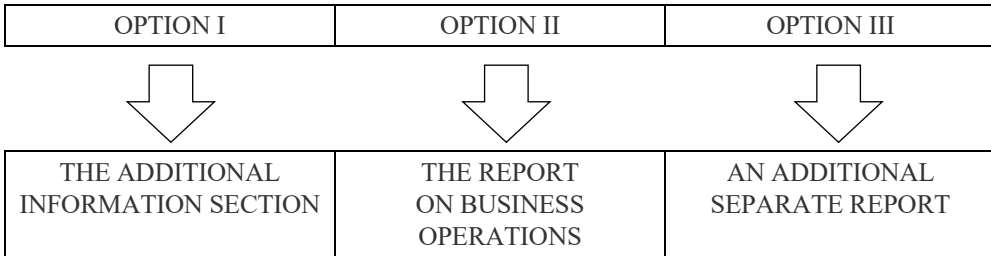 OPTION I
OPTION II
OPTION III
THE ADDITIONAL
INFORMATION SECTION
THE REPORT
ON BUSINESS
OPERATIONS
AN ADDITIONAL
SEPARATE REPORT